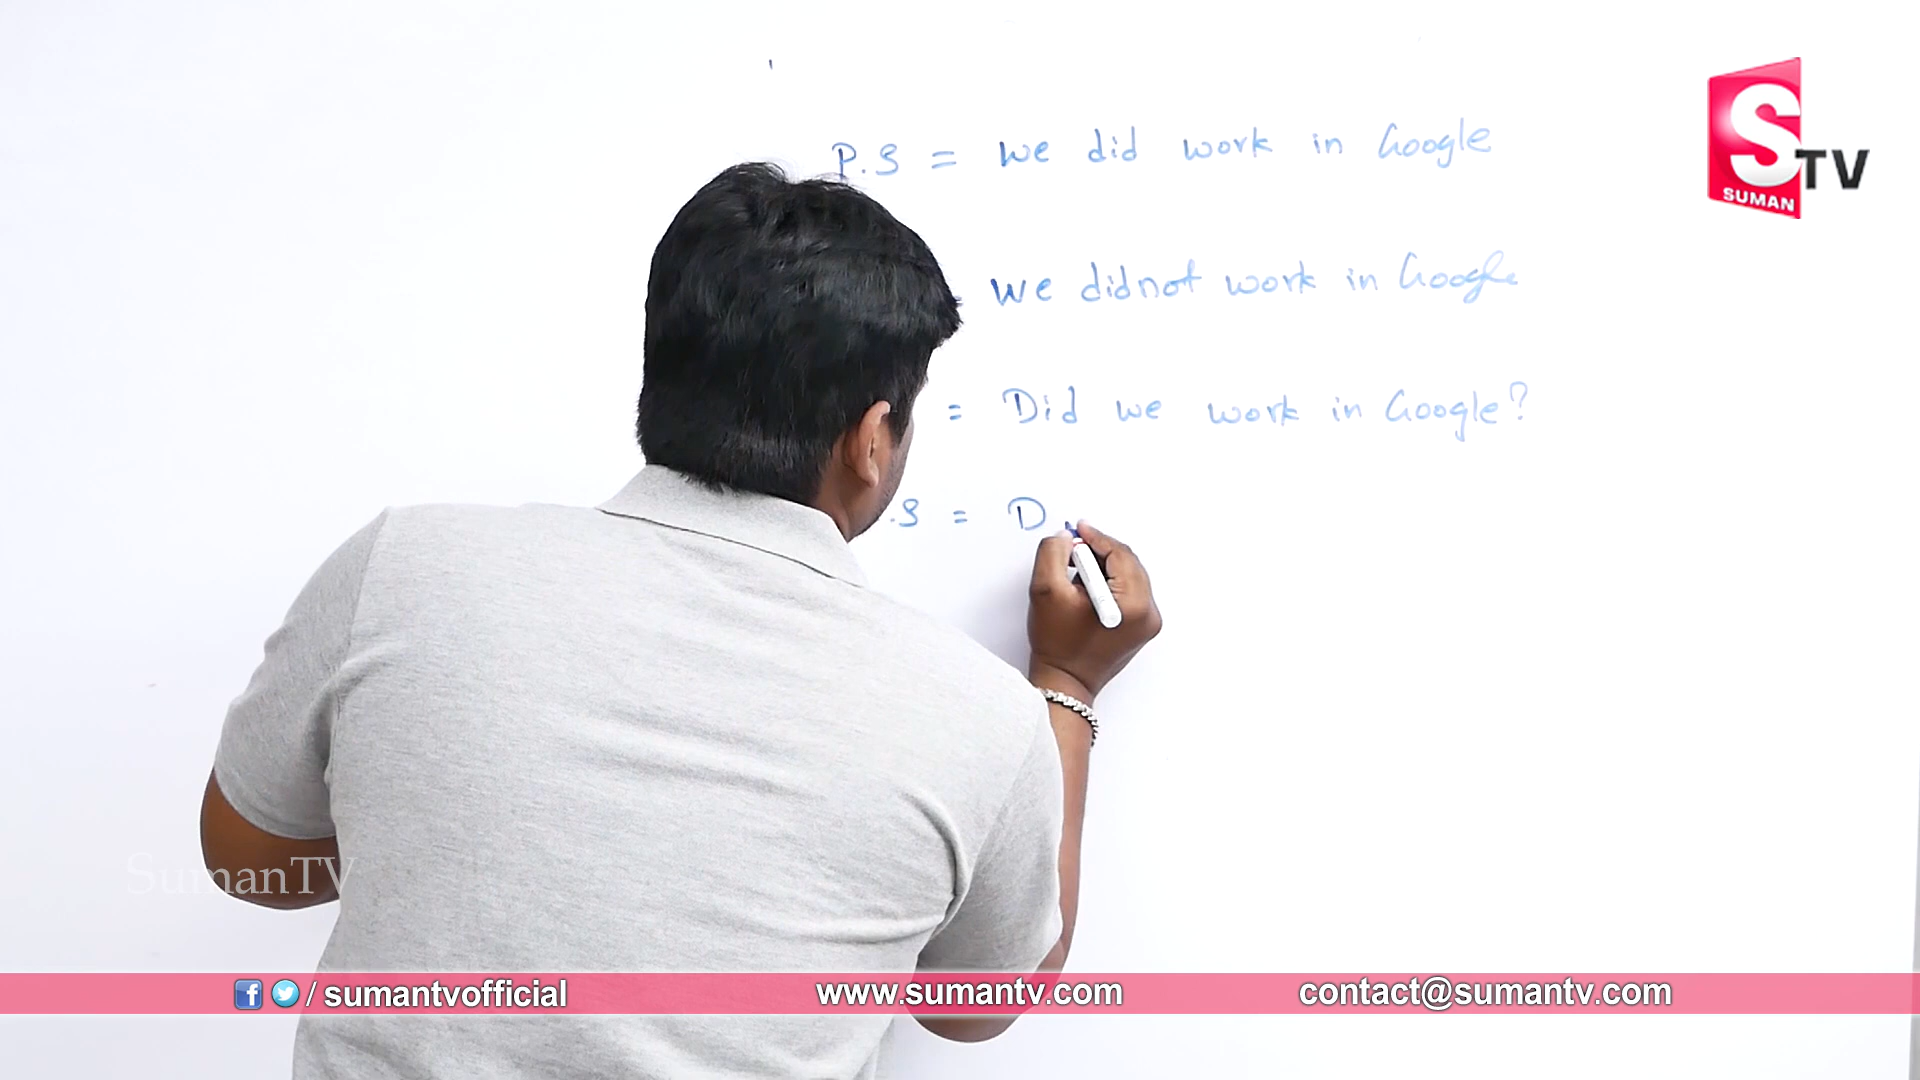 P.S = We did work in Google
We didnot work in Google
= Did we work in Google?
.S = D
S TV
SUMAN
SumanTV
/ sumantvofficial
www.sumantv.com
contact@sumantv.com